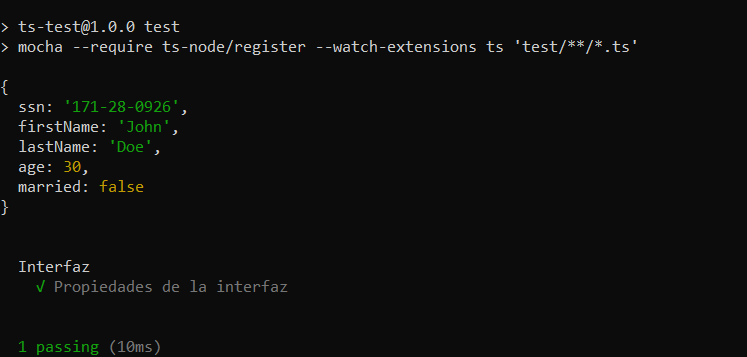 > ts-test@1.0.0 test
> mocha --require ts-node/register --watch-extensions ts 'test/**/*.ts'
{
ssn: '171-28-0926',
firstName: 'John',
lastName: 'Doe',
age: 30,
married: false
}
Interfaz
√ Propiedades de la interfaz
1 passing (10ms)